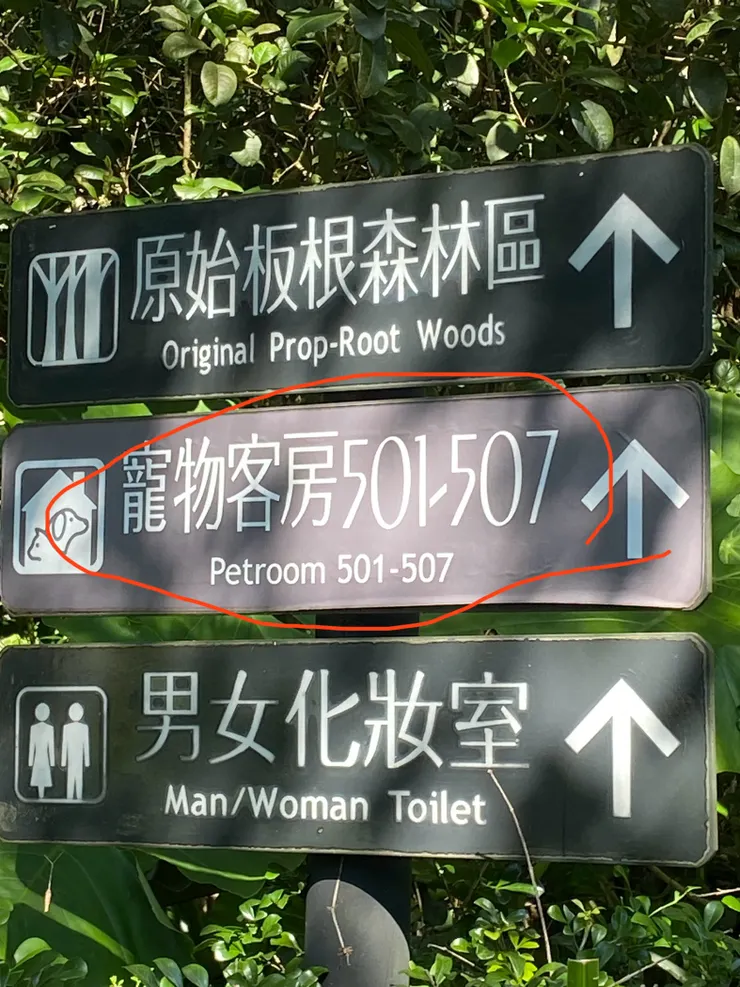 原始板根森林區
Original Prop-Root Woods
寵物客房501-507
Petroom 501-507
男女化妝室
Man/Woman Toilet